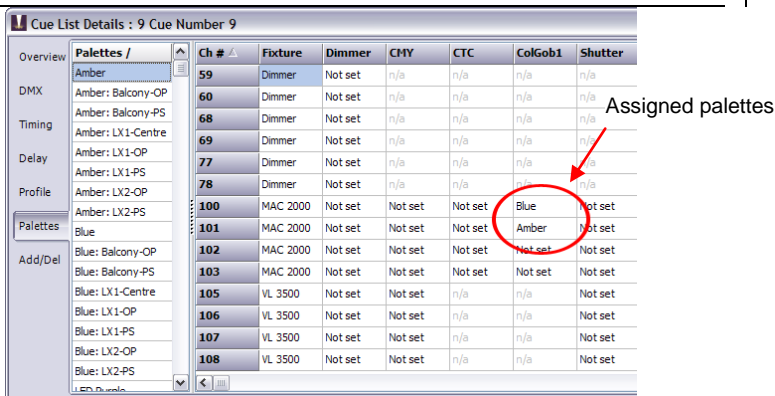 Cue List Details : 9 Cue Number 9
Overview
DMX
Timing
Delay
Profile
Palettes
Add/Del
Palettes /
Amber
Amber: Balcony-OP
Amber: Balcony-PS
Amber: LX1-Centre
Amber: LX1-OP
Amber: LX1-PS
Amber: LX2-OP
Amber: LX2-PS
Blue
Blue: Balcony-OP
Blue: Balcony-PS
Blue: LX1-Centre
Blue: LX1-OP
Blue: LX1-PS
Blue: LX2-OP
Blue: LX2-PS
LED Purple
Ch # Fixture Dimmer CMY CTC ColGob1 Shutter
59 Dimmer Not set n/a n/a n/a n/a
60 Dimmer Not set n/a n/a n/a n/a
68 Dimmer Not set n/a n/a n/a n/a
69 Dimmer Not set n/a n/a n/a n/a
77 Dimmer Not set n/a n/a n/a n/a
78 Dimmer Not set n/a n/a n/a n/a
100 MAC 2000 Not set Not set Not set Blue Not set
101 MAC 2000 Not set Not set Not set Amber Not set
102 MAC 2000 Not set Not set Not set Not set Not set
103 MAC 2000 Not set Not set Not set Not set Not set
105 VL 3500 Not set Not set n/a n/a Not set
106 VL 3500 Not set Not set n/a n/a Not set
107 VL 3500 Not set Not set n/a n/a Not set
108 VL 3500 Not set Not set n/a n/a Not set
Assigned palettes